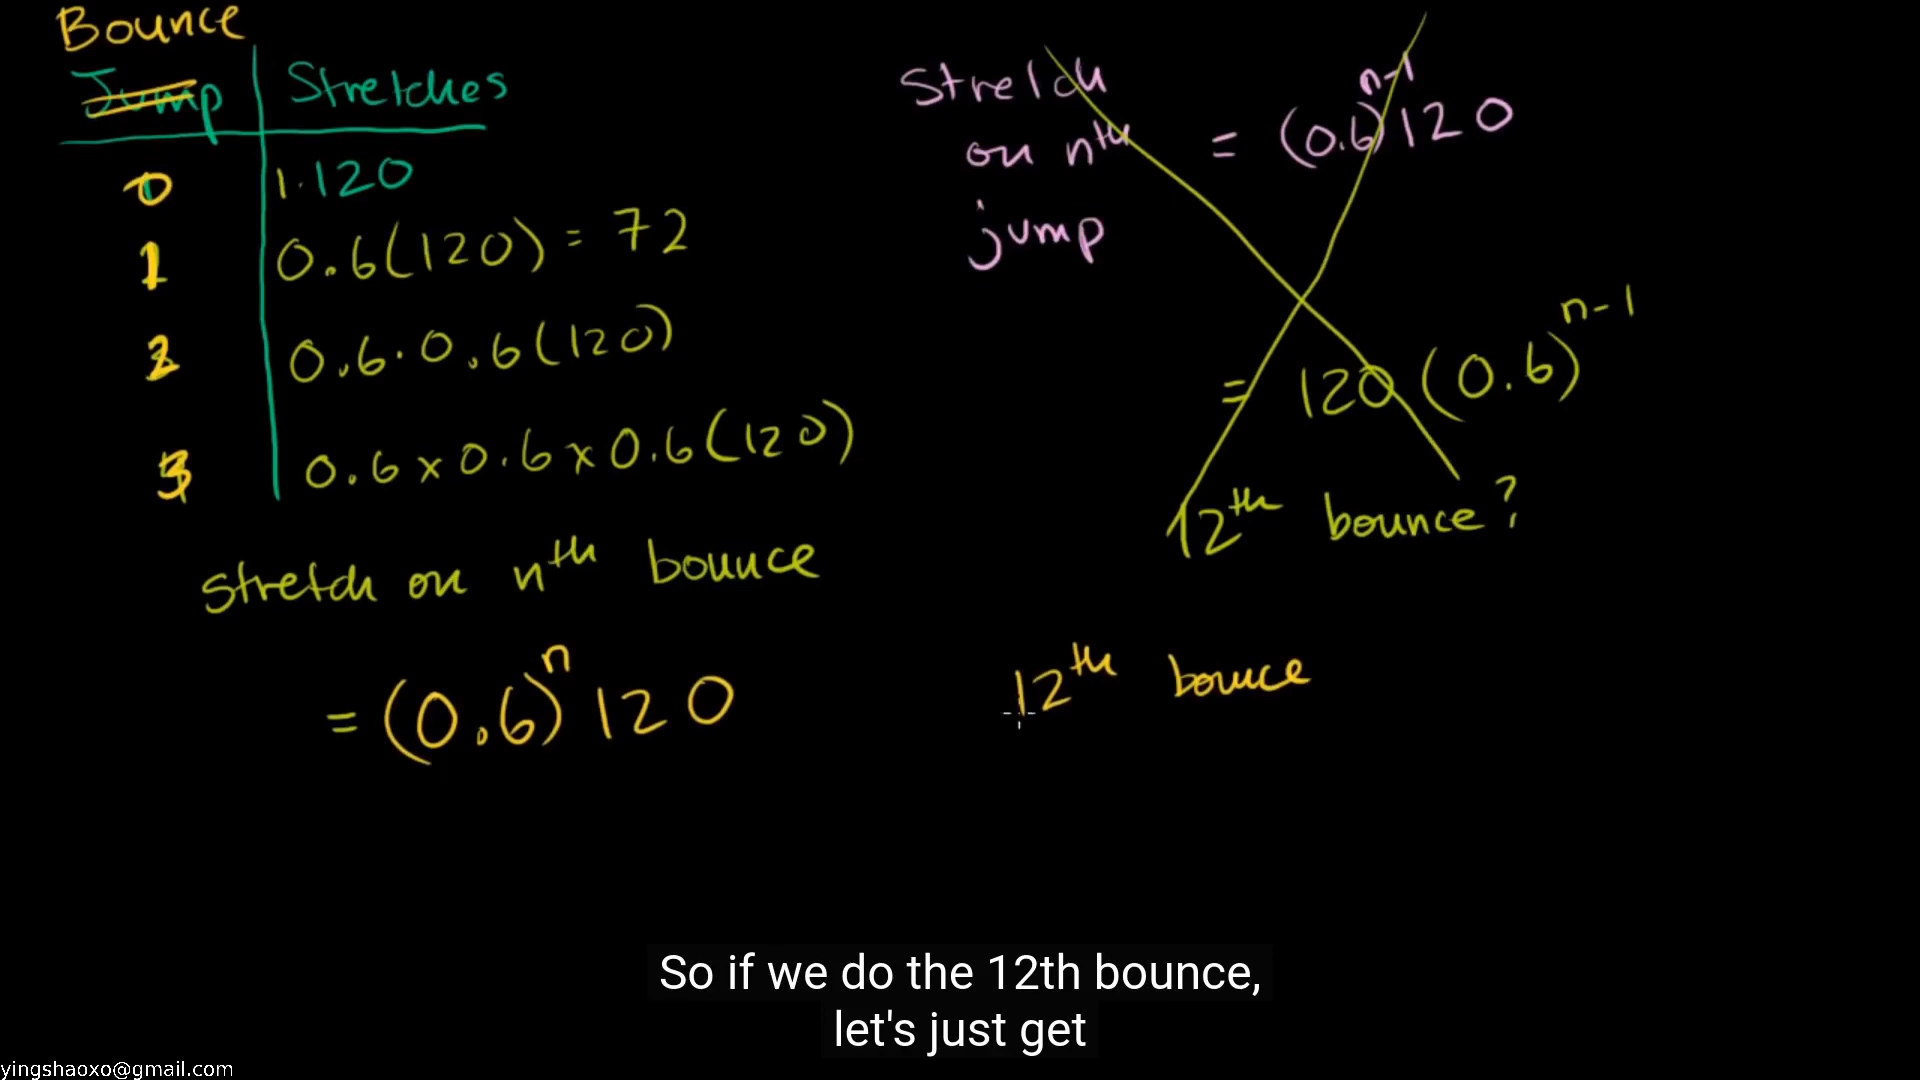 Bounce
Jump Stretches
0 1·120
1 0.6(120) = 72
2 0.6·0.6(120)
3 0.6 x 0.6 x 0.6(120)
Stretch on nth bounce
= (0.6)^n 120
Stretch
on nth = (0.6)^n-1 120
jump
= 120(0.6)^n-1
12th bounce?
12th bounce
So if we do the 12th bounce,
let's just get
yingshaoxo@gmail.com